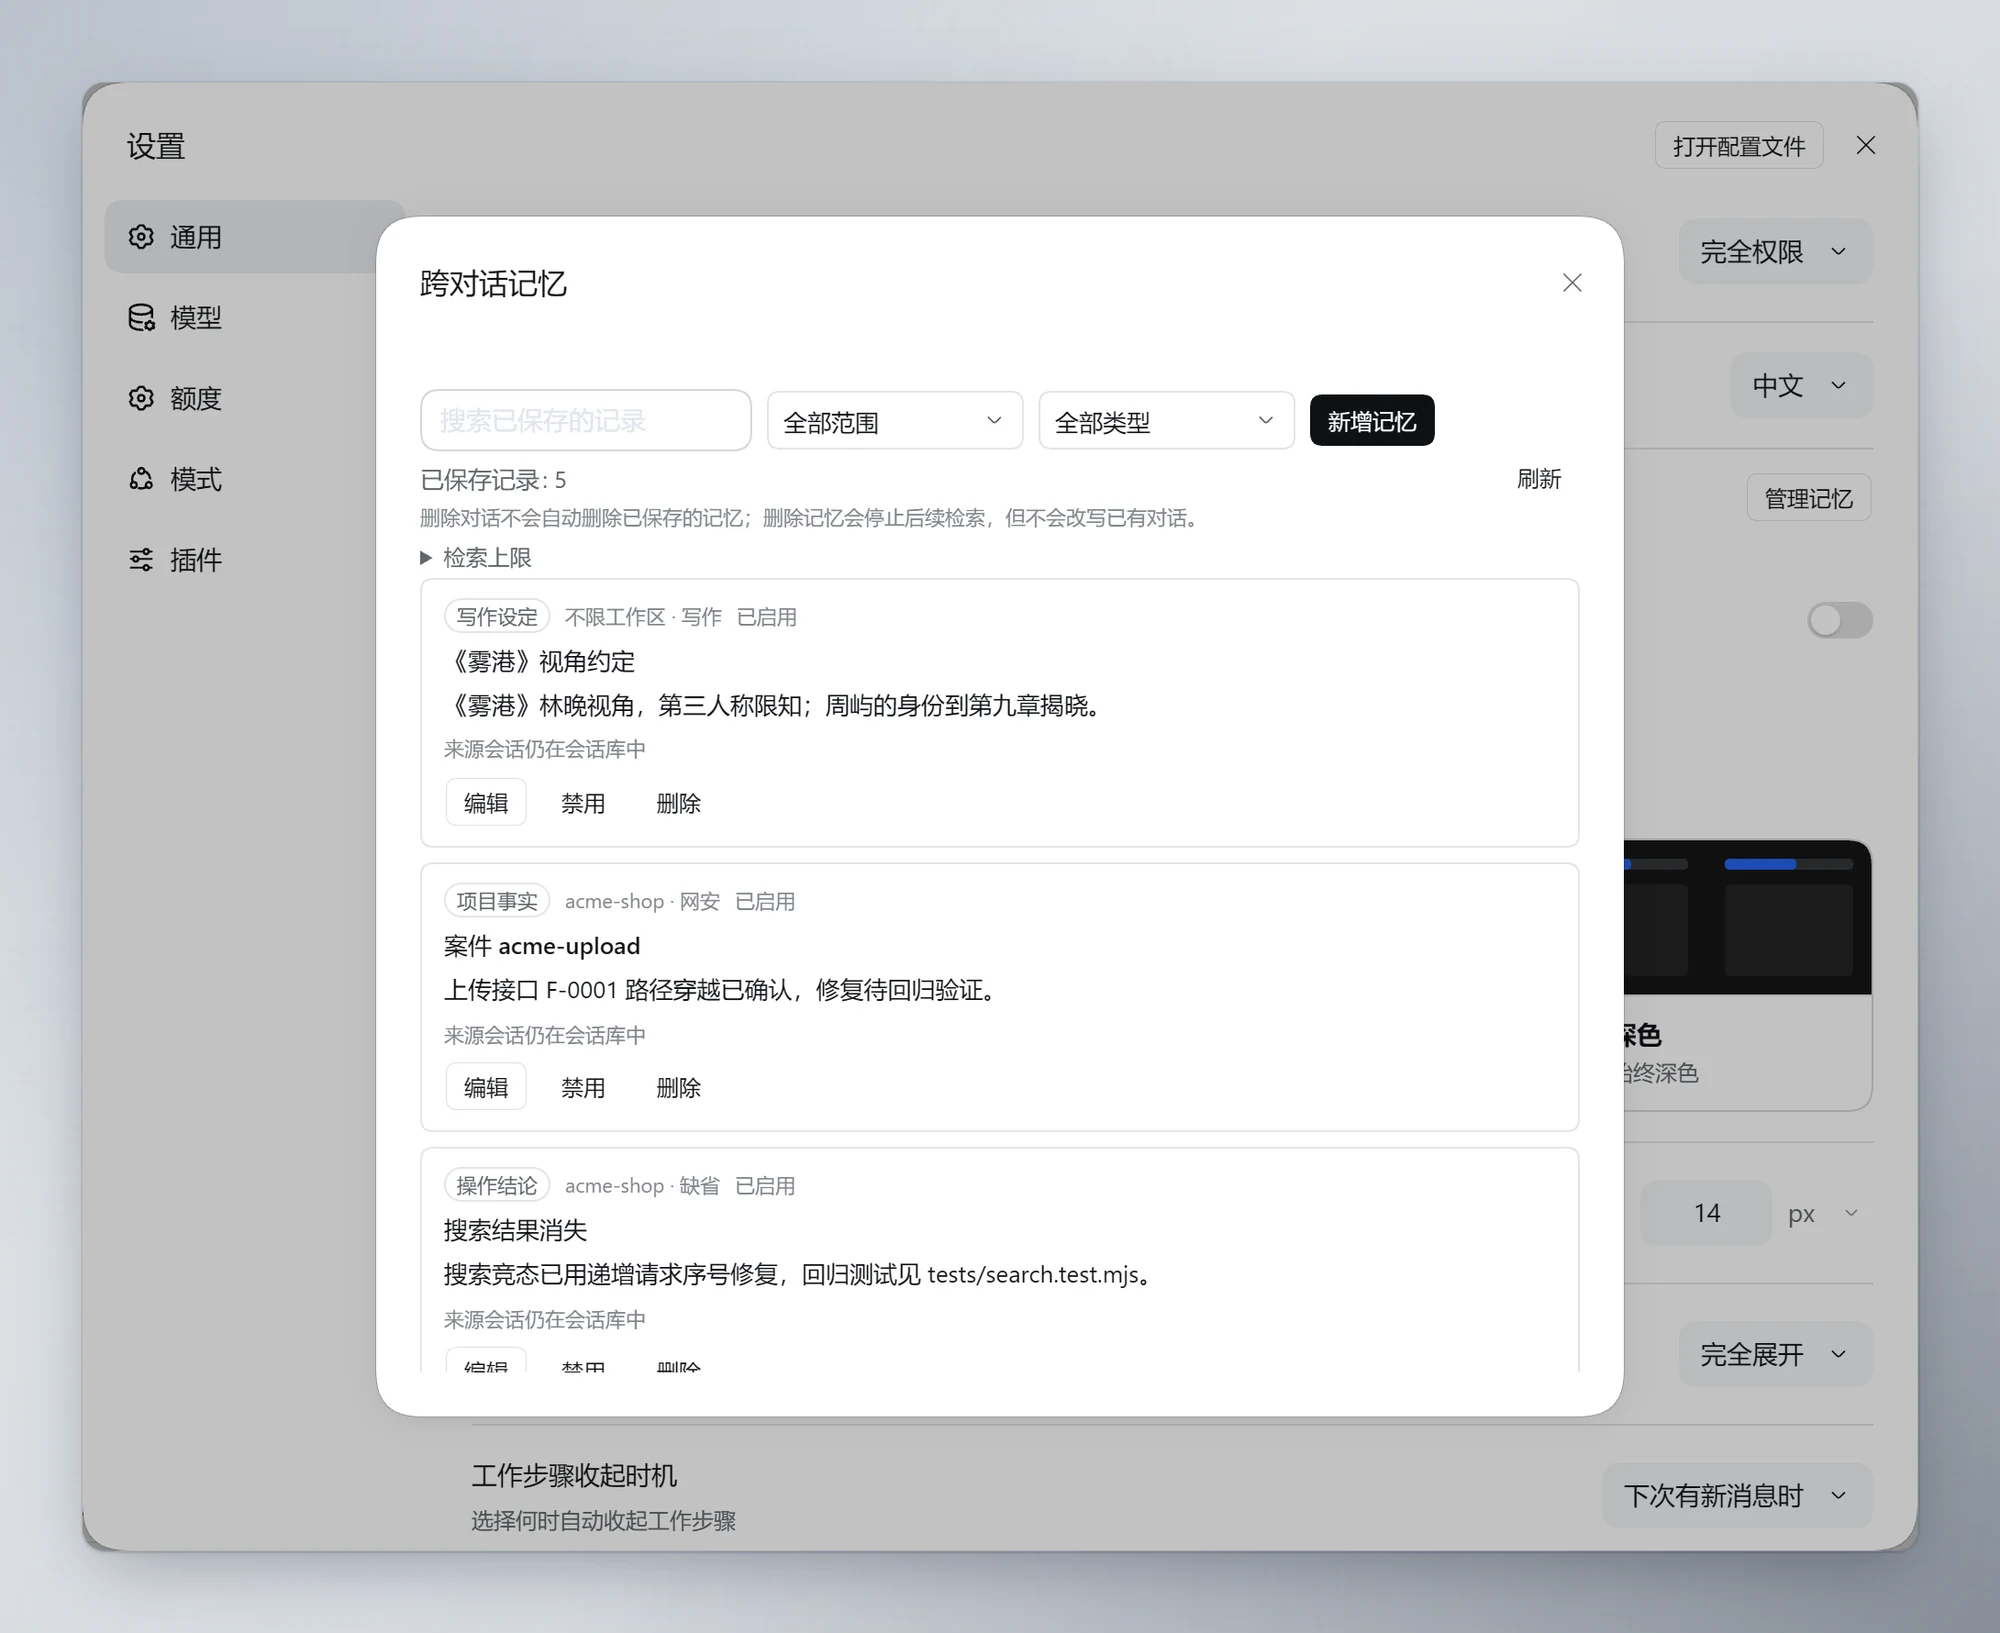 设置
打开配置文件
通用
模型
额度
模式
插件
完全权限
中文
管理记忆
跨对话记忆
搜索已保存的记录
全部范围
全部类型
新增记忆
已保存记录: 5
刷新
删除对话不会自动删除已保存的记忆；删除记忆会停止后续检索，但不会改写已有对话。
检索上限
写作设定 不限工作区 · 写作 已启用
《雾港》视角约定
《雾港》林晚视角，第三人称限知；周屿的身份到第九章揭晓。
来源会话仍在会话库中
编辑 禁用 删除
项目事实 acme-shop · 网安 已启用
案件 acme-upload
上传接口 F-0001 路径穿越已确认，修复待回归验证。
来源会话仍在会话库中
编辑 禁用 删除
操作结论 acme-shop · 缺省 已启用
搜索结果消失
搜索竞态已用递增请求序号修复，回归测试见 tests/search.test.mjs。
来源会话仍在会话库中
编辑 禁用 删除
深色
始终深色
14 px
完全展开
工作步骤收起时机
选择何时自动收起工作步骤
下次有新消息时